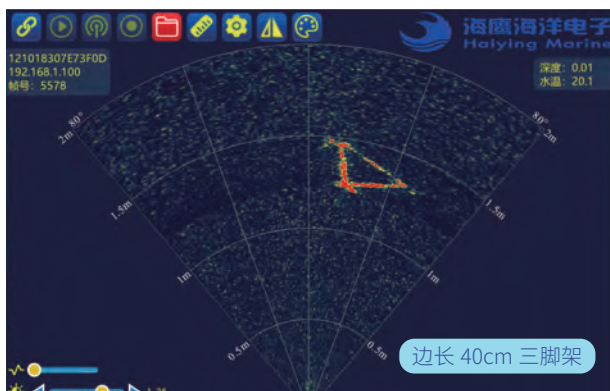 海鹰海洋电子
Haiying Marine
121018307E73F0D
192.168.1.100
帧号：5578
深度：0.01
水温：20.1
2m 80°
80° 2m
1.5m
1.5m
1m
1m
0.5m
0.5m
边长 40cm 三脚架